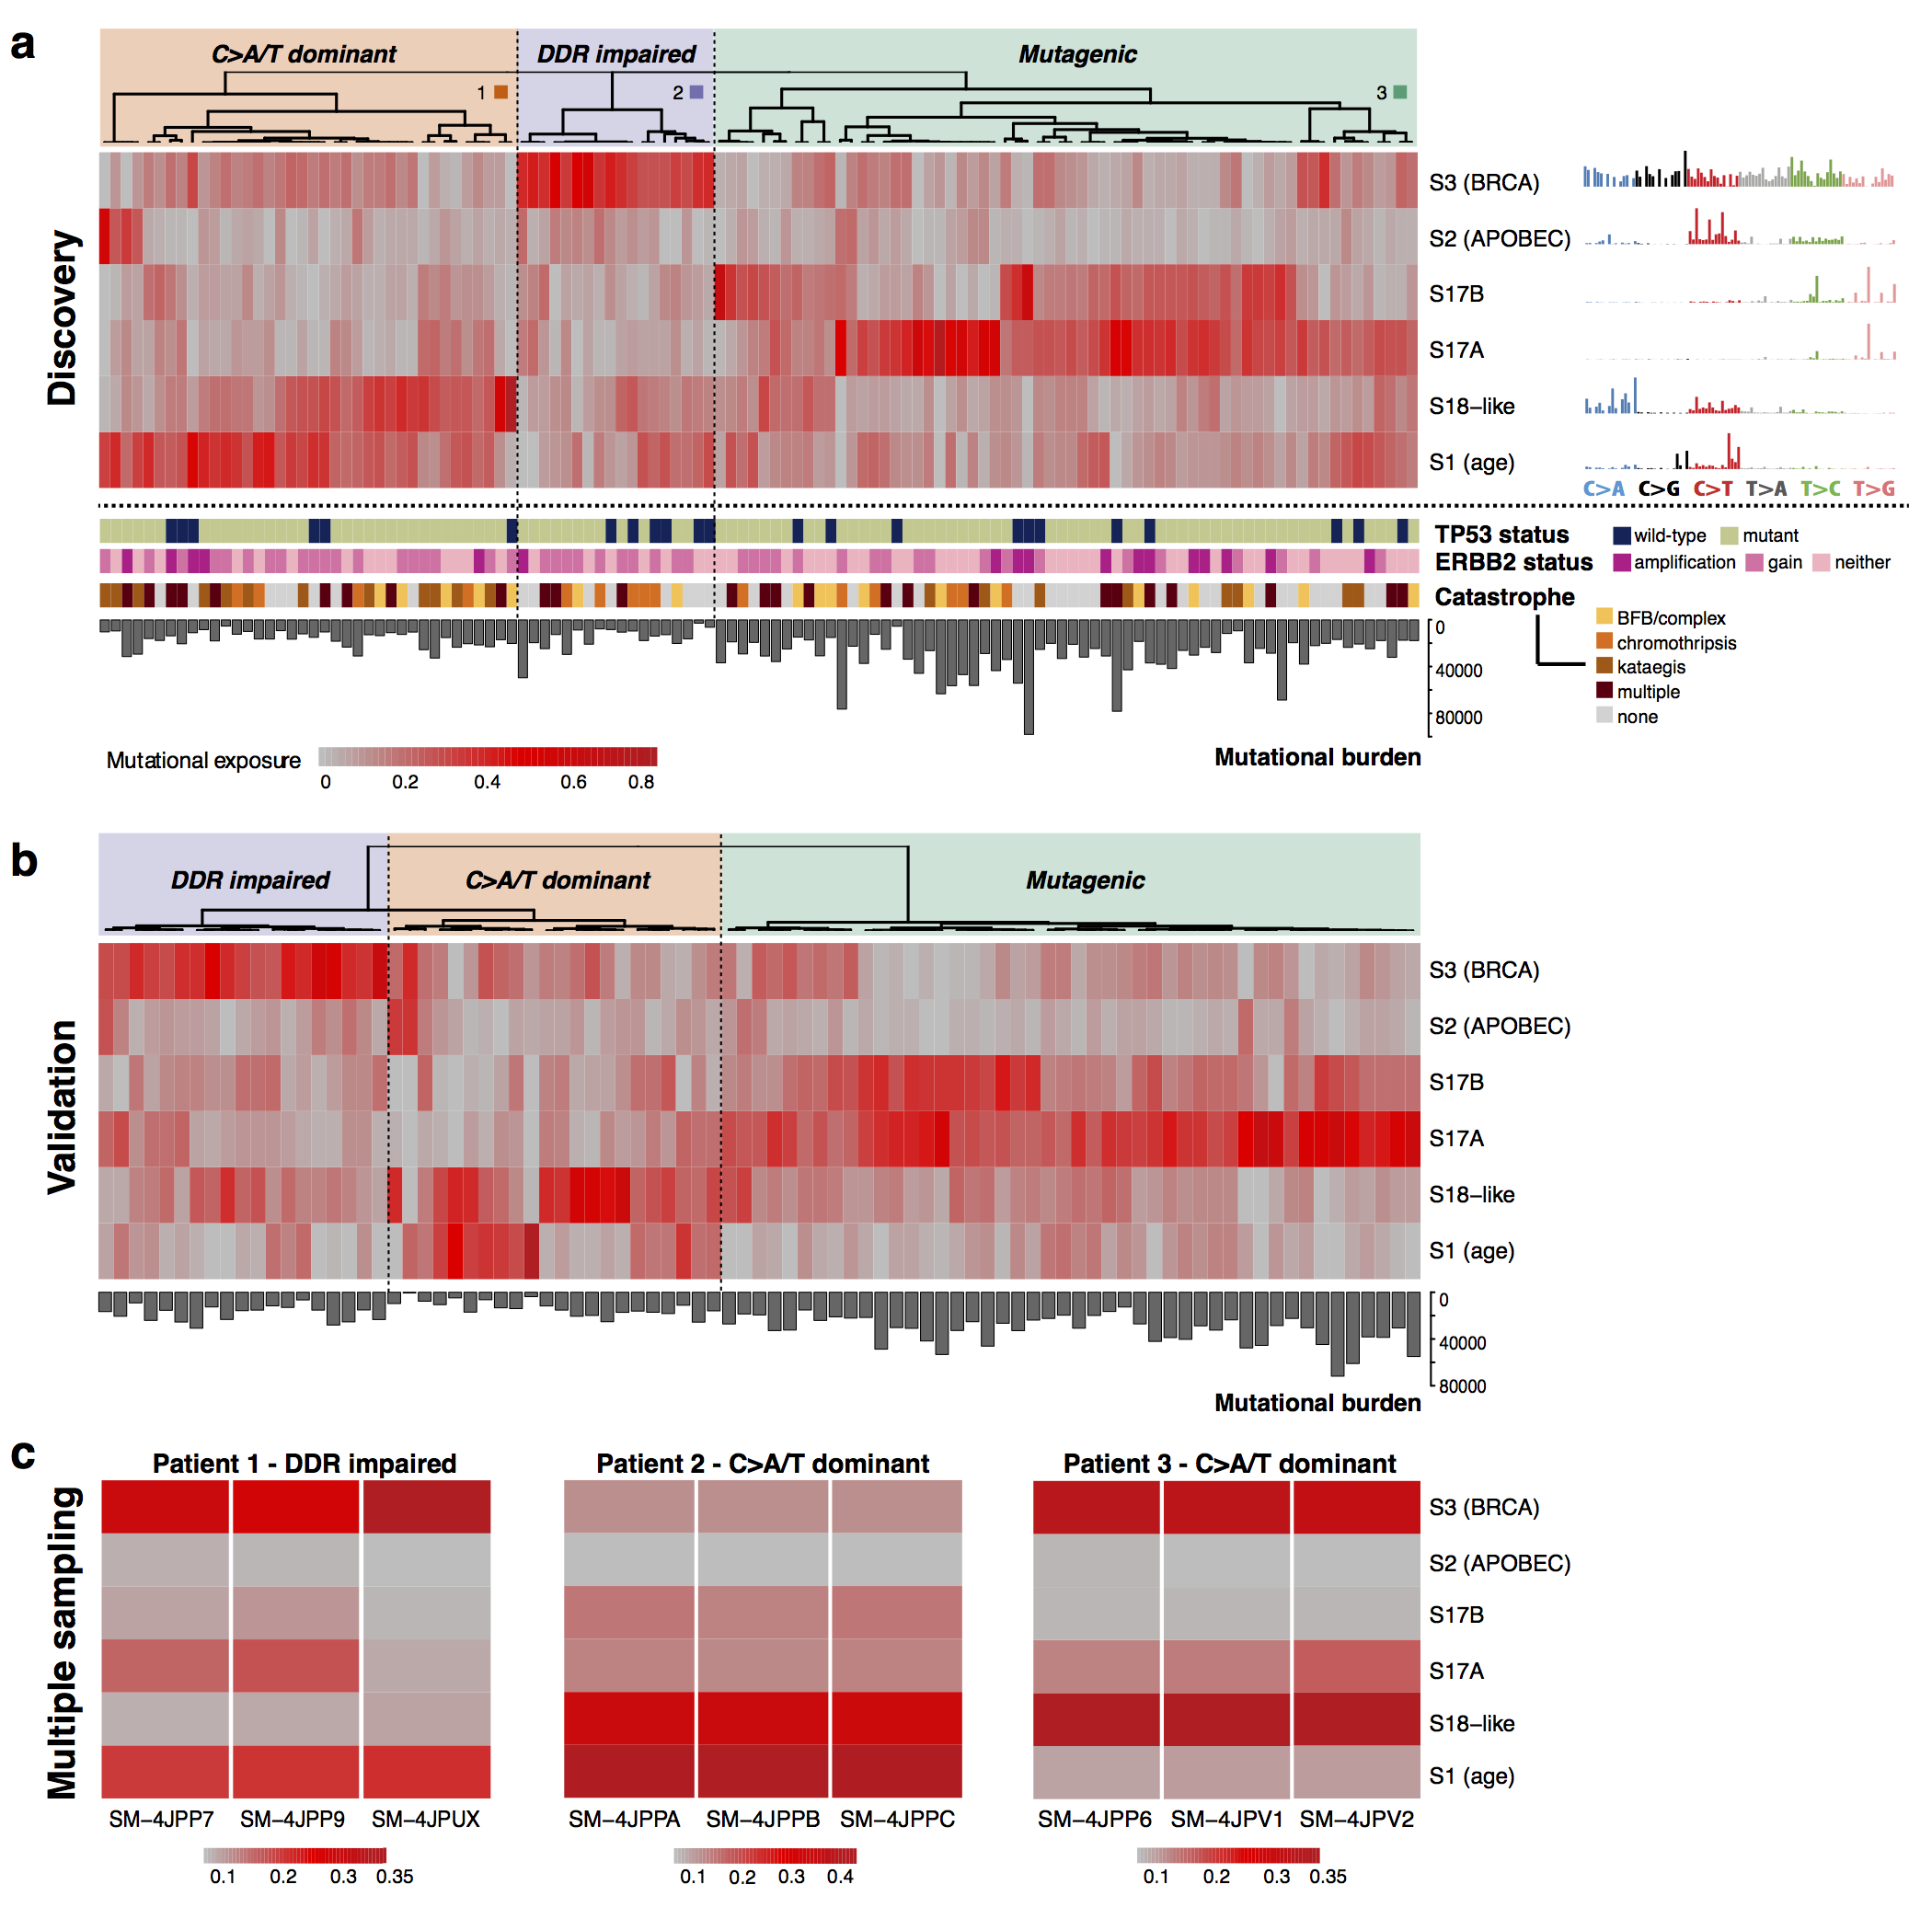 a
C>A/T dominant
DDR impaired
Mutagenic
1
2
3
Discovery
S3 (BRCA)
S2 (APOBEC)
S17B
S17A
S18–like
S1 (age)
C>A C>G C>T T>A T>C T>G
TP53 status
wild-type
mutant
ERBB2 status
amplification
gain
neither
Catastrophe
BFB/complex
chromothripsis
kataegis
multiple
none
0
40000
80000
Mutational burden
Mutational exposure
0 0.2 0.4 0.6 0.8
b
DDR impaired
C>A/T dominant
Mutagenic
Validation
S3 (BRCA)
S2 (APOBEC)
S17B
S17A
S18–like
S1 (age)
0
40000
80000
Mutational burden
c
Multiple sampling
Patient 1 - DDR impaired
Patient 2 - C>A/T dominant
Patient 3 - C>A/T dominant
S3 (BRCA)
S2 (APOBEC)
S17B
S17A
S18–like
S1 (age)
SM–4JPP7 SM–4JPP9 SM–4JPUX
SM–4JPPA SM–4JPPB SM–4JPPC
SM–4JPP6 SM–4JPV1 SM–4JPV2
0.1 0.2 0.3 0.35
0.1 0.2 0.3 0.4
0.1 0.2 0.3 0.35